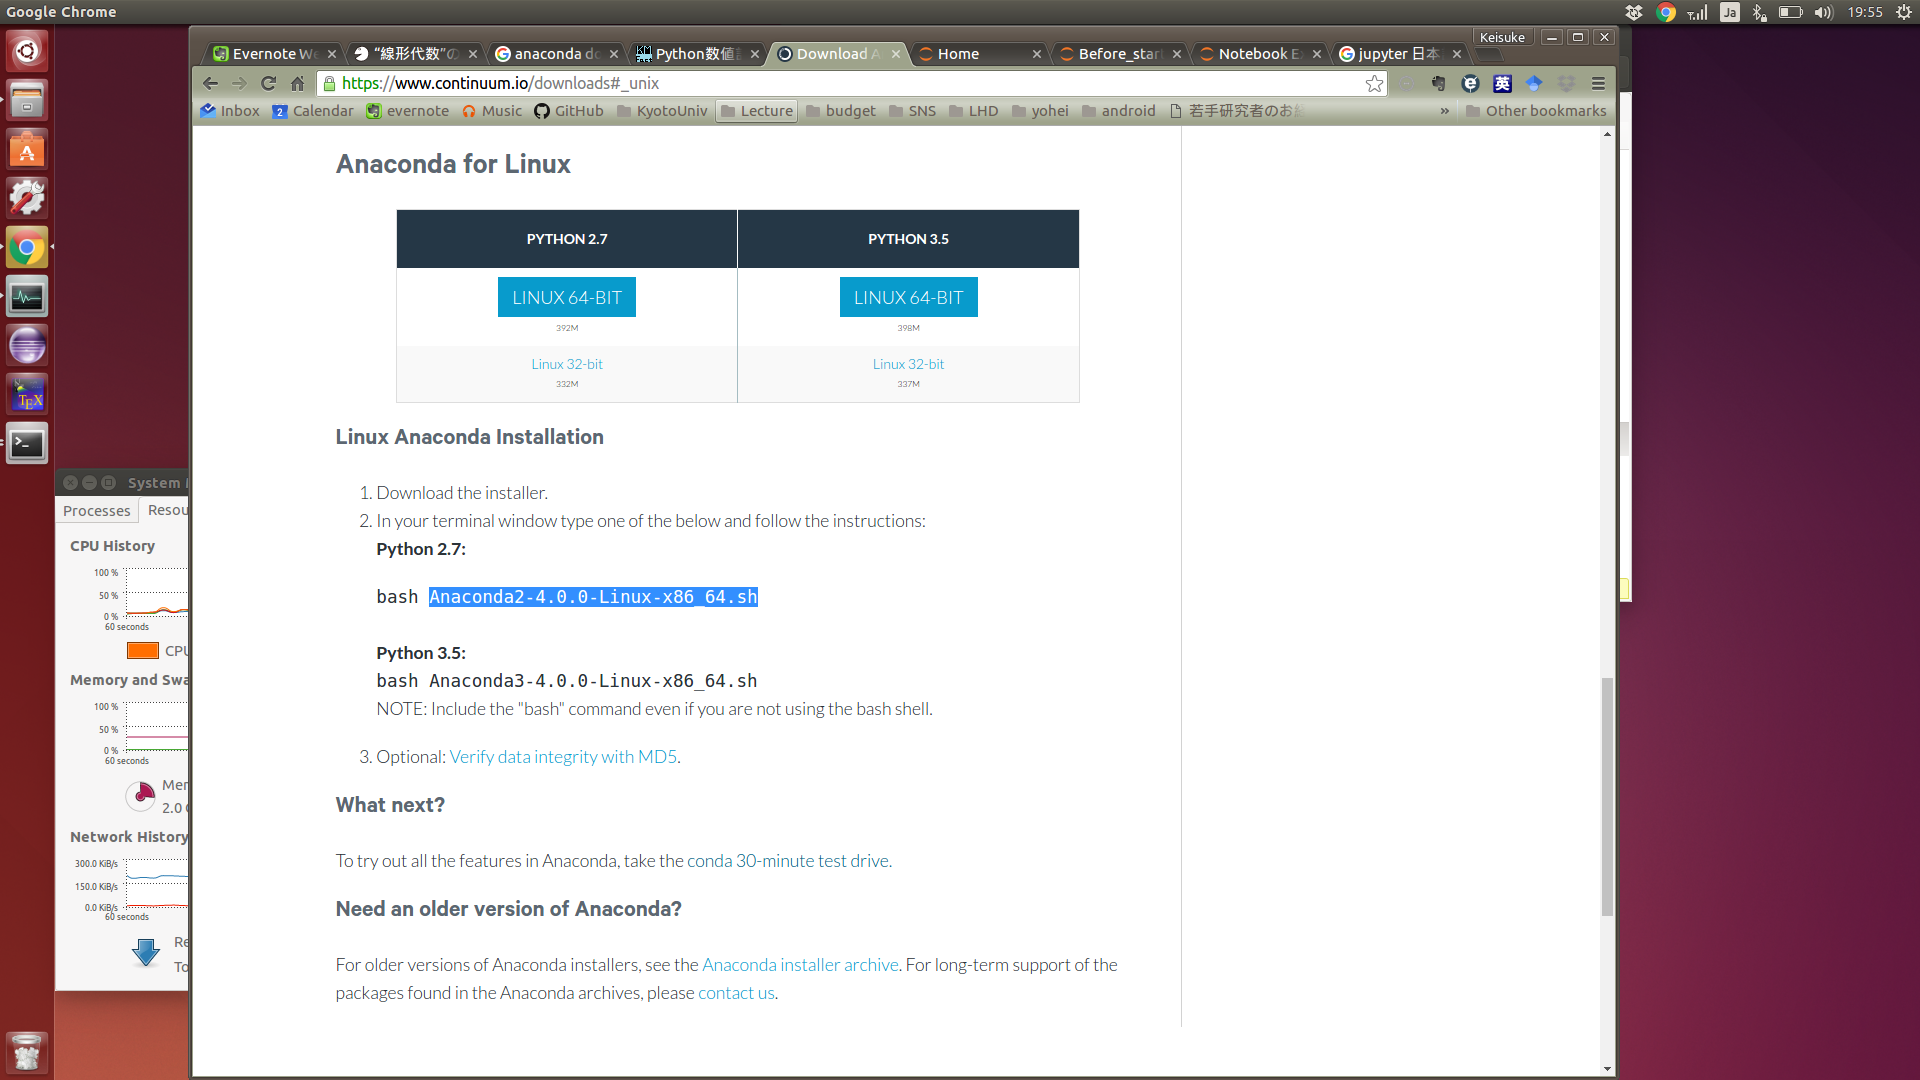 Google Chrome
Ja
19:55
Keisuke
Evernote We
"線形代数"の
anaconda do
Python数値
Download A
Home
Before_star
Notebook E
jupyter 日本
https://www.continuum.io/downloads#_unix
英
Inbox
2 Calendar
evernote
Music
GitHub
KyotoUniv
Lecture
budget
SNS
LHD
yohei
android
若手研究者のお
»
Other bookmarks
Anaconda for Linux
PYTHON 2.7
PYTHON 3.5
LINUX 64-BIT
LINUX 64-BIT
392M
398M
Linux 32-bit
Linux 32-bit
332M
337M
Linux Anaconda Installation
1. Download the installer.
2. In your terminal window type one of the below and follow the instructions:
Python 2.7:
bash Anaconda2-4.0.0-Linux-x86_64.sh
Python 3.5:
bash Anaconda3-4.0.0-Linux-x86_64.sh
NOTE: Include the "bash" command even if you are not using the bash shell.
3. Optional: Verify data integrity with MD5.
What next?
To try out all the features in Anaconda, take the conda 30-minute test drive.
Need an older version of Anaconda?
For older versions of Anaconda installers, see the Anaconda installer archive. For long-term support of the
packages found in the Anaconda archives, please contact us.
TEX
System
Processes
Resou
CPU History
100 %
50 %
0 %
60 seconds
CPU
Memory and Swa
100 %
50 %
0 %
60 seconds
Mem
2.0
Network History
300.0 KiB/s
150.0 KiB/s
0.0 KiB/s
60 seconds
Re
To